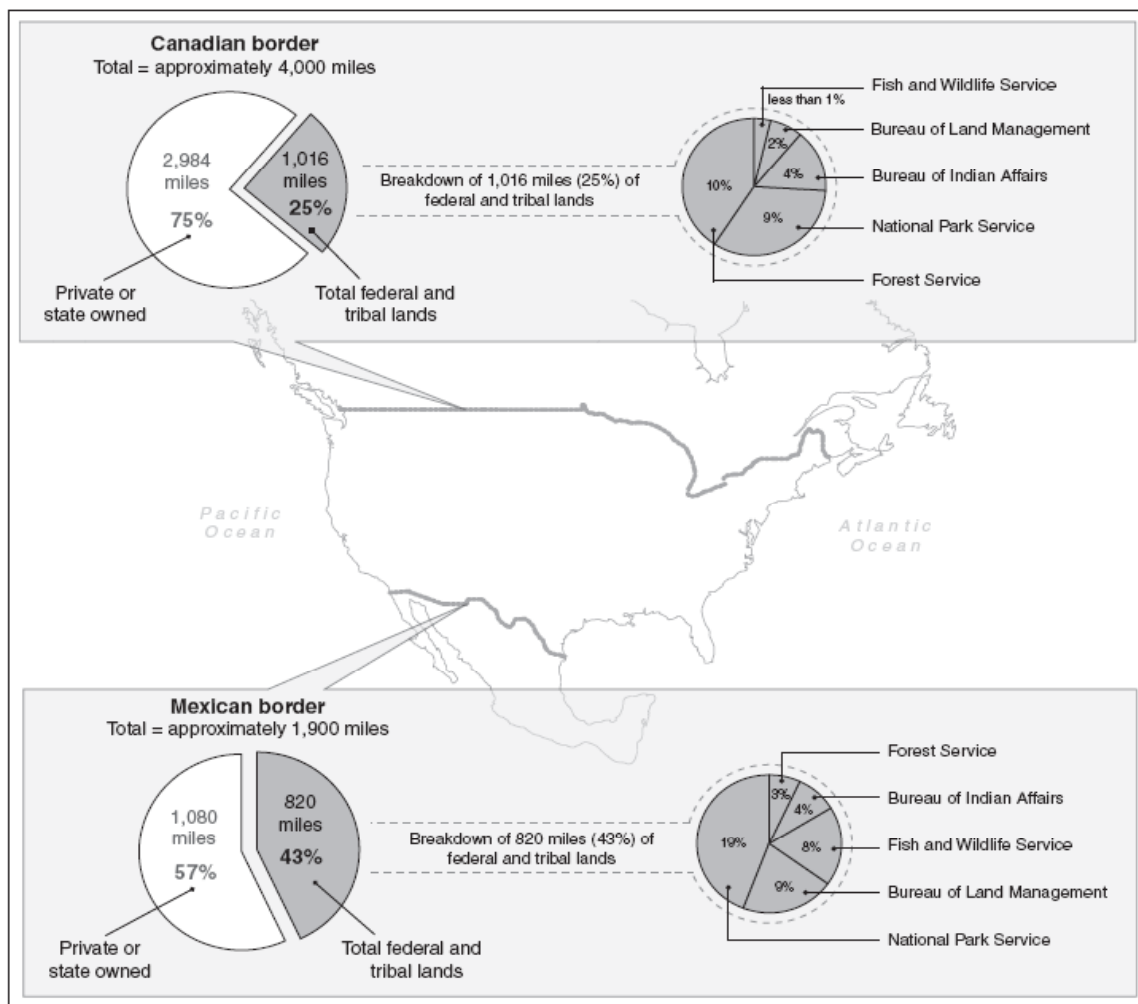 Canadian border
Total = approximately 4,000 miles
2,984
miles
75%
1,016
miles
25%
Private or
state owned
Total federal and
tribal lands
Breakdown of 1,016 miles (25%) of
federal and tribal lands
less than 1%
2%
4%
9%
10%
Fish and Wildlife Service
Bureau of Land Management
Bureau of Indian Affairs
National Park Service
Forest Service
Pacific
Ocean
Atlantic
Ocean
Mexican border
Total = approximately 1,900 miles
1,080
miles
57%
820
miles
43%
Private or
state owned
Total federal and
tribal lands
Breakdown of 820 miles (43%) of
federal and tribal lands
3%
4%
8%
9%
19%
Forest Service
Bureau of Indian Affairs
Fish and Wildlife Service
Bureau of Land Management
National Park Service